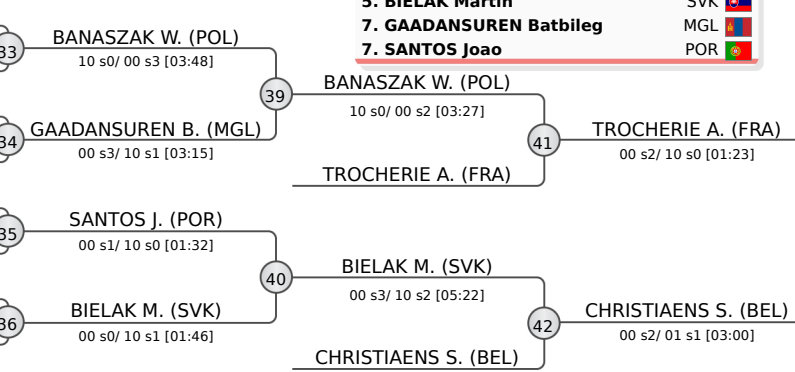 5. BIELAK Martin SVK
7. GAADANSUREN Batbileg MGL
7. SANTOS Joao POR
33
BANASZAK W. (POL)
10 s0/ 00 s3 [03:48]
39
BANASZAK W. (POL)
10 s0/ 00 s2 [03:27]
34
GAADANSUREN B. (MGL)
00 s3/ 10 s1 [03:15]
41
TROCHERIE A. (FRA)
00 s2/ 10 s0 [01:23]
TROCHERIE A. (FRA)
35
SANTOS J. (POR)
00 s1/ 10 s0 [01:32]
40
BIELAK M. (SVK)
00 s3/ 10 s2 [05:22]
36
BIELAK M. (SVK)
00 s0/ 10 s1 [01:46]
42
CHRISTIAENS S. (BEL)
00 s2/ 01 s1 [03:00]
CHRISTIAENS S. (BEL)